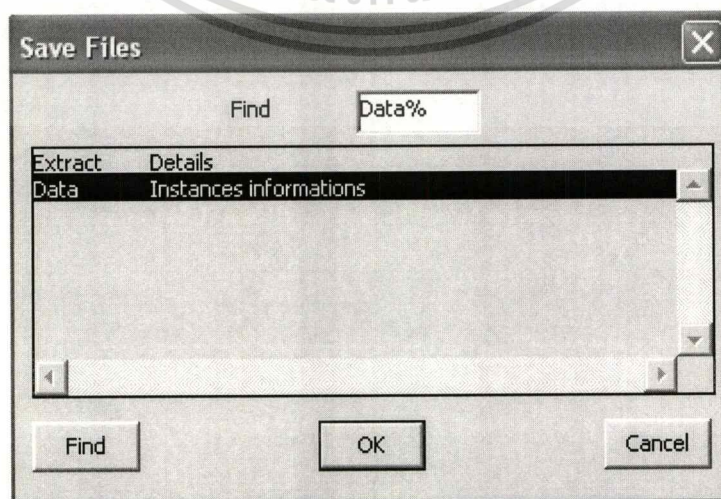 Save Files
Find Data%
Extract Details
Data Instances informations
Find OK Cancel